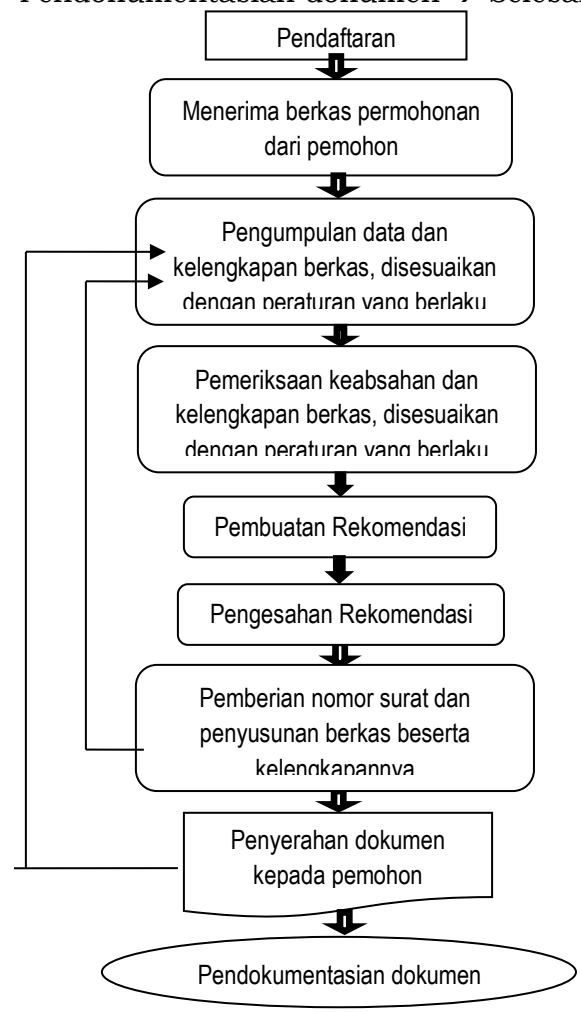 Pendokumentasian dokumen → Selesai
Pendaftaran
Menerima berkas permohonan
dari pemohon
Pengumpulan data dan
kelengkapan berkas, disesuaikan
dengan peraturan yang berlaku
Pemeriksaan keabsahan dan
kelengkapan berkas, disesuaikan
dengan peraturan yang berlaku
Pembuatan Rekomendasi
Pengesahan Rekomendasi
Pemberian nomor surat dan
penyusunan berkas beserta
kelengkapannya
Penyerahan dokumen
kepada pemohon
Pendokumentasian dokumen